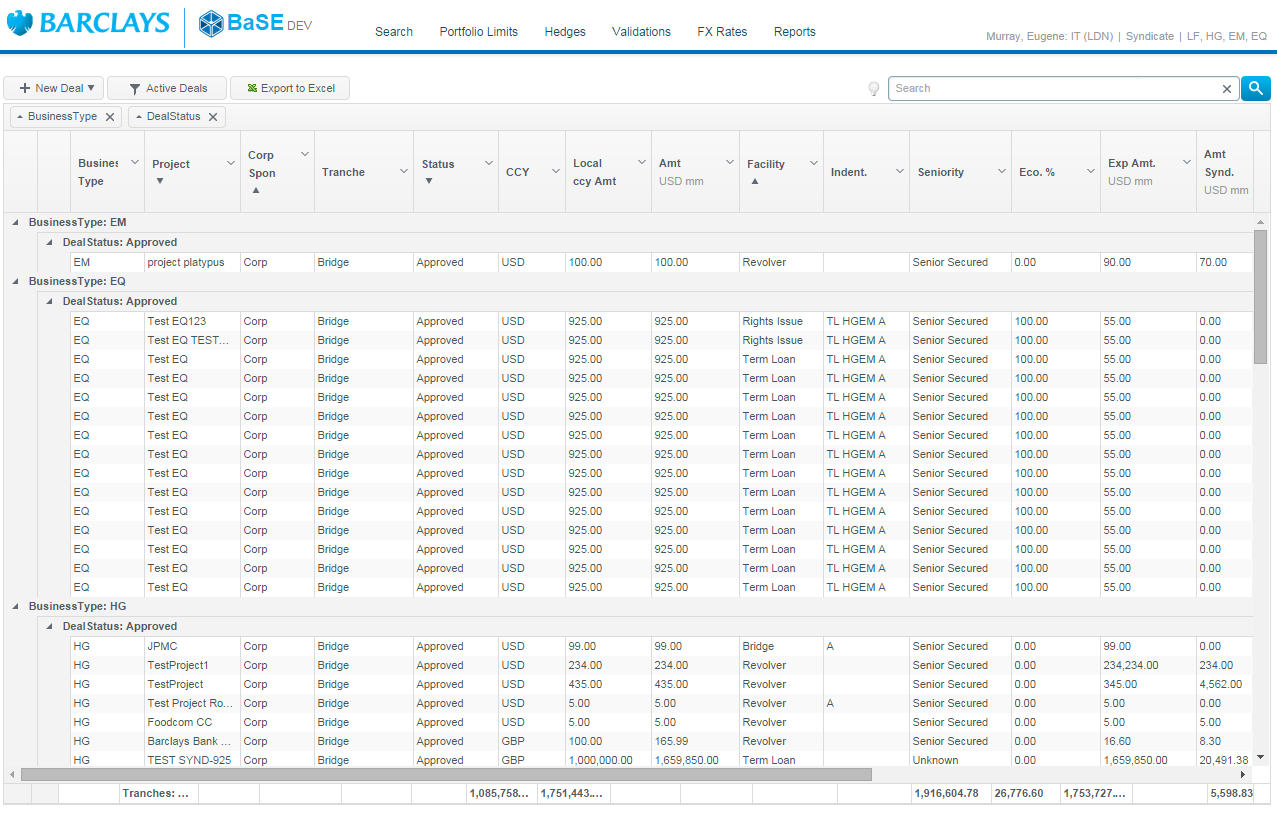 BARCLAYS BaSE DEV Search Portfolio Limits Hedges Validations FX Rates Reports Murray, Eugene: IT (LDN) | Syndicate | LF, HG, EM, EQ
New Deal Active Deals Export to Excel Search
BusinessType DealStatus
Busines Type Project Corp Spon Tranche Status CCY Local ccy Amt Amt USD mm Facility Indent. Seniority Eco. % Exp Amt. USD mm Amt Synd. USD mm
BusinessType: EM
DealStatus: Approved
EM project platypus Corp Bridge Approved USD 100.00 100.00 Revolver Senior Secured 0.00 90.00 70.00
BusinessType: EQ
DealStatus: Approved
EQ Test EQ123 Corp Bridge Approved USD 925.00 925.00 Rights Issue TL HGEM A Senior Secured 100.00 55.00 0.00
EQ Test EQ TEST... Corp Bridge Approved USD 925.00 925.00 Rights Issue TL HGEM A Senior Secured 100.00 55.00 0.00
EQ Test EQ Corp Bridge Approved USD 925.00 925.00 Term Loan TL HGEM A Senior Secured 100.00 55.00 0.00
EQ Test EQ Corp Bridge Approved USD 925.00 925.00 Term Loan TL HGEM A Senior Secured 100.00 55.00 0.00
EQ Test EQ Corp Bridge Approved USD 925.00 925.00 Term Loan TL HGEM A Senior Secured 100.00 55.00 0.00
EQ Test EQ Corp Bridge Approved USD 925.00 925.00 Term Loan TL HGEM A Senior Secured 100.00 55.00 0.00
EQ Test EQ Corp Bridge Approved USD 925.00 925.00 Term Loan TL HGEM A Senior Secured 100.00 55.00 0.00
EQ Test EQ Corp Bridge Approved USD 925.00 925.00 Term Loan TL HGEM A Senior Secured 100.00 55.00 0.00
EQ Test EQ Corp Bridge Approved USD 925.00 925.00 Term Loan TL HGEM A Senior Secured 100.00 55.00 0.00
EQ Test EQ Corp Bridge Approved USD 925.00 925.00 Term Loan TL HGEM A Senior Secured 100.00 55.00 0.00
EQ Test EQ Corp Bridge Approved USD 925.00 925.00 Term Loan TL HGEM A Senior Secured 100.00 55.00 0.00
EQ Test EQ Corp Bridge Approved USD 925.00 925.00 Term Loan TL HGEM A Senior Secured 100.00 55.00 0.00
EQ Test EQ Corp Bridge Approved USD 925.00 925.00 Term Loan TL HGEM A Senior Secured 100.00 55.00 0.00
EQ Test EQ Corp Bridge Approved USD 925.00 925.00 Term Loan TL HGEM A Senior Secured 100.00 55.00 0.00
EQ Test EQ Corp Bridge Approved USD 925.00 925.00 Term Loan TL HGEM A Senior Secured 100.00 55.00 0.00
BusinessType: HG
DealStatus: Approved
HG JPMC Corp Bridge Approved USD 99.00 99.00 Bridge A Senior Secured 0.00 99.00 0.00
HG TestProject1 Corp Bridge Approved USD 234.00 234.00 Revolver Senior Secured 0.00 234,234.00 234.00
HG TestProject Corp Bridge Approved USD 435.00 435.00 Revolver Senior Secured 0.00 345.00 4,562.00
HG Test Project Ro... Corp Bridge Approved USD 5.00 5.00 Revolver A Senior Secured 0.00 5.00 0.00
HG Foodcom CC Corp Bridge Approved USD 5.00 5.00 Revolver Senior Secured 0.00 5.00 5.00
HG Barclays Bank ... Corp Bridge Approved GBP 100.00 165.99 Revolver Senior Secured 0.00 16.60 8.30
HG TEST SYND-925 Corp Bridge Approved GBP 1,000,000.00 1,659,850.00 Term Loan Unknown 0.00 1,659,850.00 20,491.38
Tranches: ... 1,085,758... 1,751,443.... 1,916,604.78 26,776.60 1,753,727.... 5,598.83